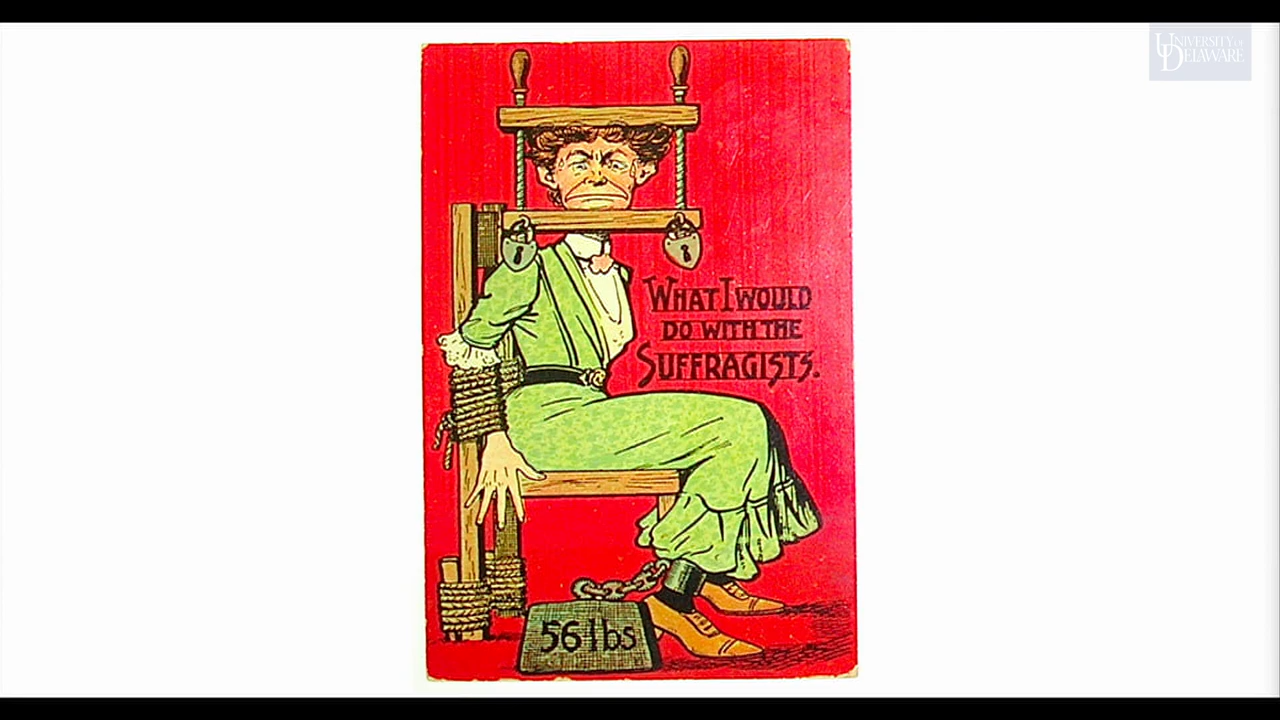 UNIVERSITY OF
DELAWARE
WHAT I WOULD
DO WITH THE
SUFFRAGISTS.
56 lbs